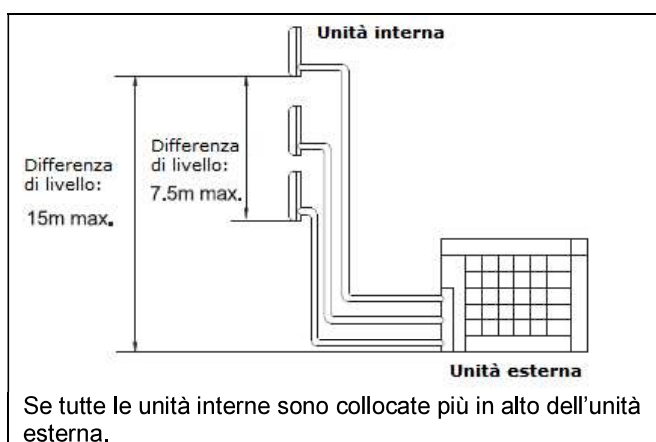 Unità interna
Differenza
di livello:
15m max.
Differenza
di livello:
7.5m max.
Unità esterna
Se tutte le unità interne sono collocate più in alto dell'unità
esterna.